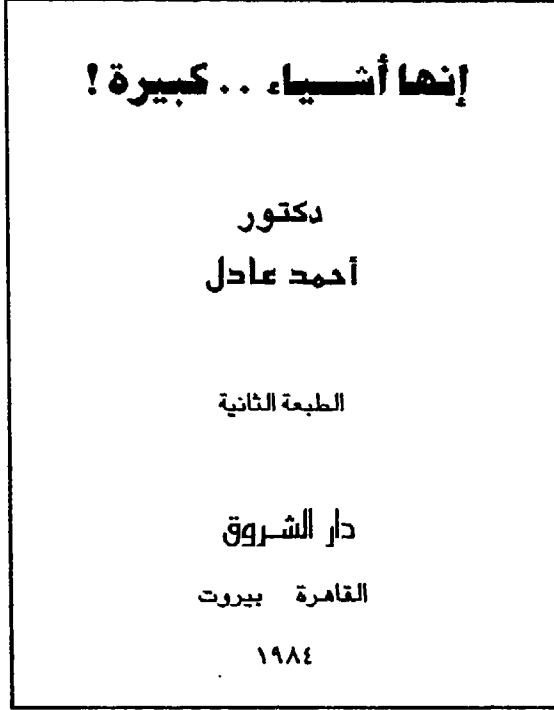 إنها أشياء .. كبيرة !
دكتور
أحمد عادل
الطبعة الثانية
دار الشروق
القاهرة بيروت
١٩٨٤